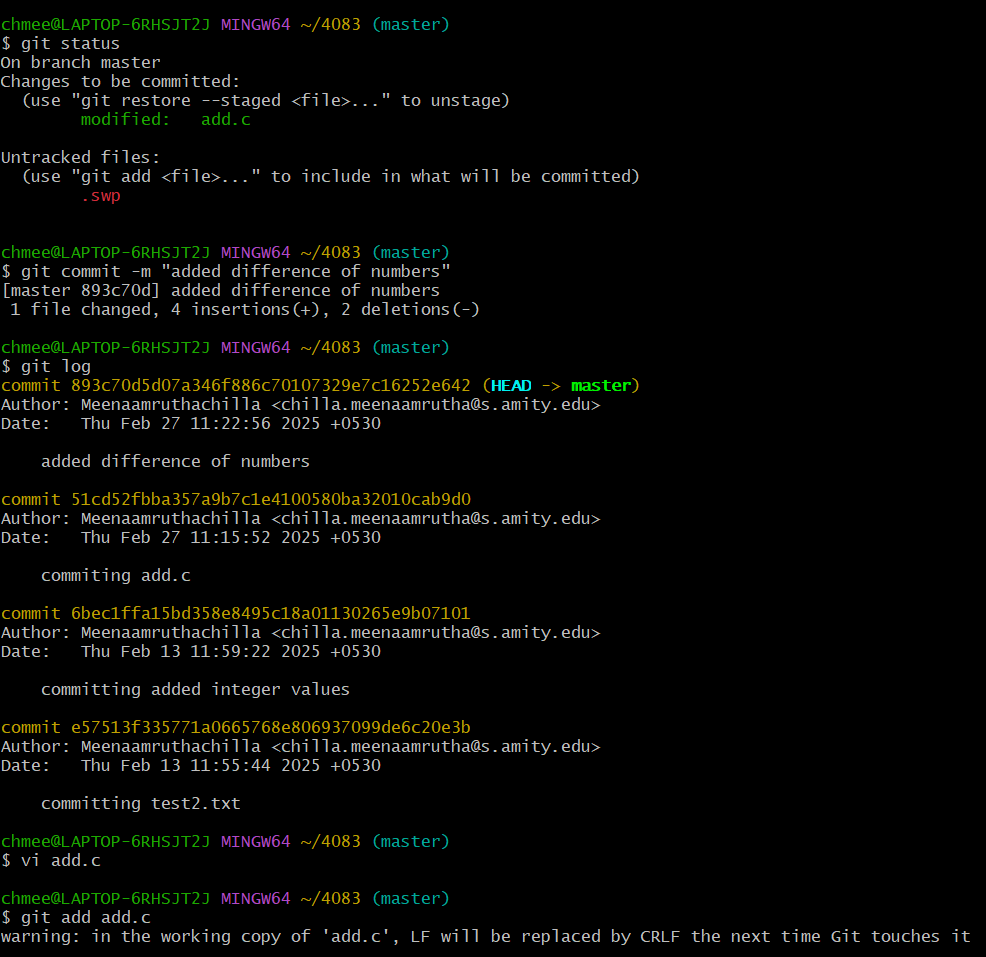 chmee@LAPTOP-6RHSJT2J MINGW64 ~/4083 (master)
$ git status
On branch master
Changes to be committed:
  (use "git restore --staged <file>..." to unstage)
        modified:   add.c

Untracked files:
  (use "git add <file>..." to include in what will be committed)
        .swp

chmee@LAPTOP-6RHSJT2J MINGW64 ~/4083 (master)
$ git commit -m "added difference of numbers"
[master 893c70d] added difference of numbers
 1 file changed, 4 insertions(+), 2 deletions(-)

chmee@LAPTOP-6RHSJT2J MINGW64 ~/4083 (master)
$ git log
commit 893c70d5d07a346f886c70107329e7c16252e642 (HEAD -> master)
Author: Meenaamruthachilla <chilla.meenaamrutha@s.amity.edu>
Date:   Thu Feb 27 11:22:56 2025 +0530

    added difference of numbers

commit 51cd52fbba357a9b7c1e4100580ba32010cab9d0
Author: Meenaamruthachilla <chilla.meenaamrutha@s.amity.edu>
Date:   Thu Feb 27 11:15:52 2025 +0530

    commiting add.c

commit 6bec1ffa15bd358e8495c18a01130265e9b07101
Author: Meenaamruthachilla <chilla.meenaamrutha@s.amity.edu>
Date:   Thu Feb 13 11:59:22 2025 +0530

    committing added integer values

commit e57513f335771a0665768e806937099de6c20e3b
Author: Meenaamruthachilla <chilla.meenaamrutha@s.amity.edu>
Date:   Thu Feb 13 11:55:44 2025 +0530

    committing test2.txt

chmee@LAPTOP-6RHSJT2J MINGW64 ~/4083 (master)
$ vi add.c

chmee@LAPTOP-6RHSJT2J MINGW64 ~/4083 (master)
$ git add add.c
warning: in the working copy of 'add.c', LF will be replaced by CRLF the next time Git touches it